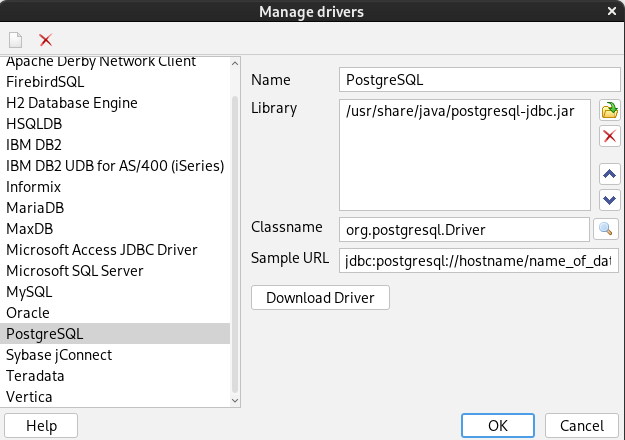 Manage drivers
Apache Derby Network Client
FirebirdSQL
H2 Database Engine
HSQLDB
IBM DB2
IBM DB2 UDB for AS/400 (iSeries)
Informix
MariaDB
MaxDB
Microsoft Access JDBC Driver
Microsoft SQL Server
MySQL
Oracle
PostgreSQL
Sybase jConnect
Teradata
Vertica
Name PostgreSQL
Library /usr/share/java/postgresql-jdbc.jar
Classname org.postgresql.Driver
Sample URL jdbc:postgresql://hostname/name_of_dat
Download Driver
Help OK Cancel